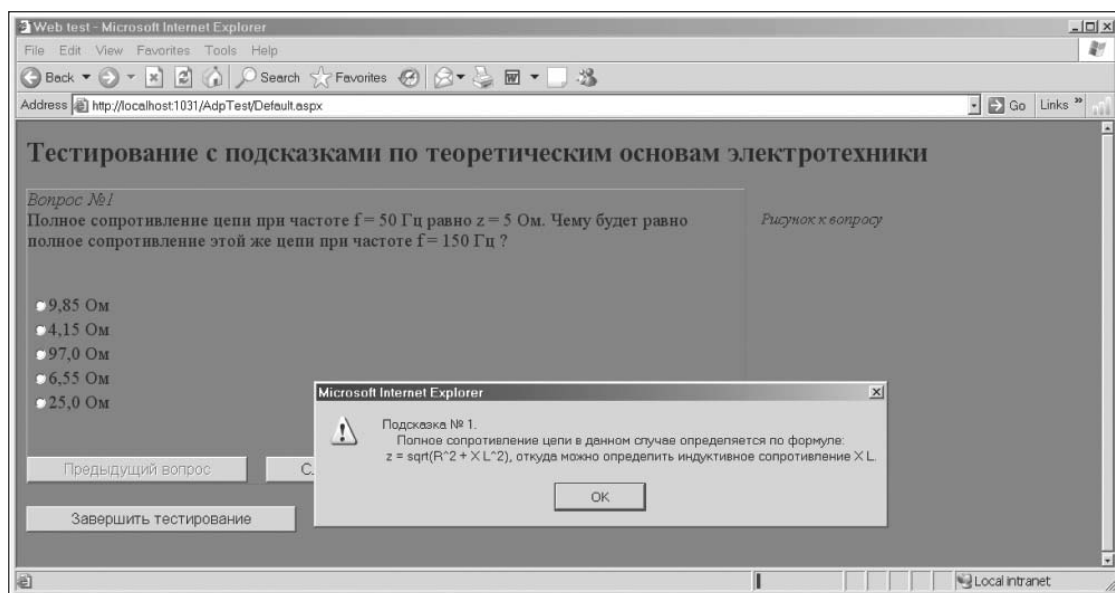 Web test - Microsoft Internet Explorer
File Edit View Favorites Tools Help
Back Search Favorites
Address http://localhost:1031/AdpTest/Default.aspx Go Links »
Тестирование с подсказками по теоретическим основам электротехники
Вопрос №1
Полное сопротивление цепи при частоте f = 50 Гц равно z = 5 Ом. Чему будет равно
полное сопротивление этой же цепи при частоте f = 150 Гц ?
Рисунок к вопросу
9,85 Ом
4,15 Ом
97,0 Ом
6,55 Ом
25,0 Ом
Microsoft Internet Explorer
Подсказка № 1.
Полное сопротивление цепи в данном случае определяется по формуле:
z = sqrt(R^2 + X L^2), откуда можно определить индуктивное сопротивление X L.
OK
Предыдущий вопрос С
Завершить тестирование
Local intranet